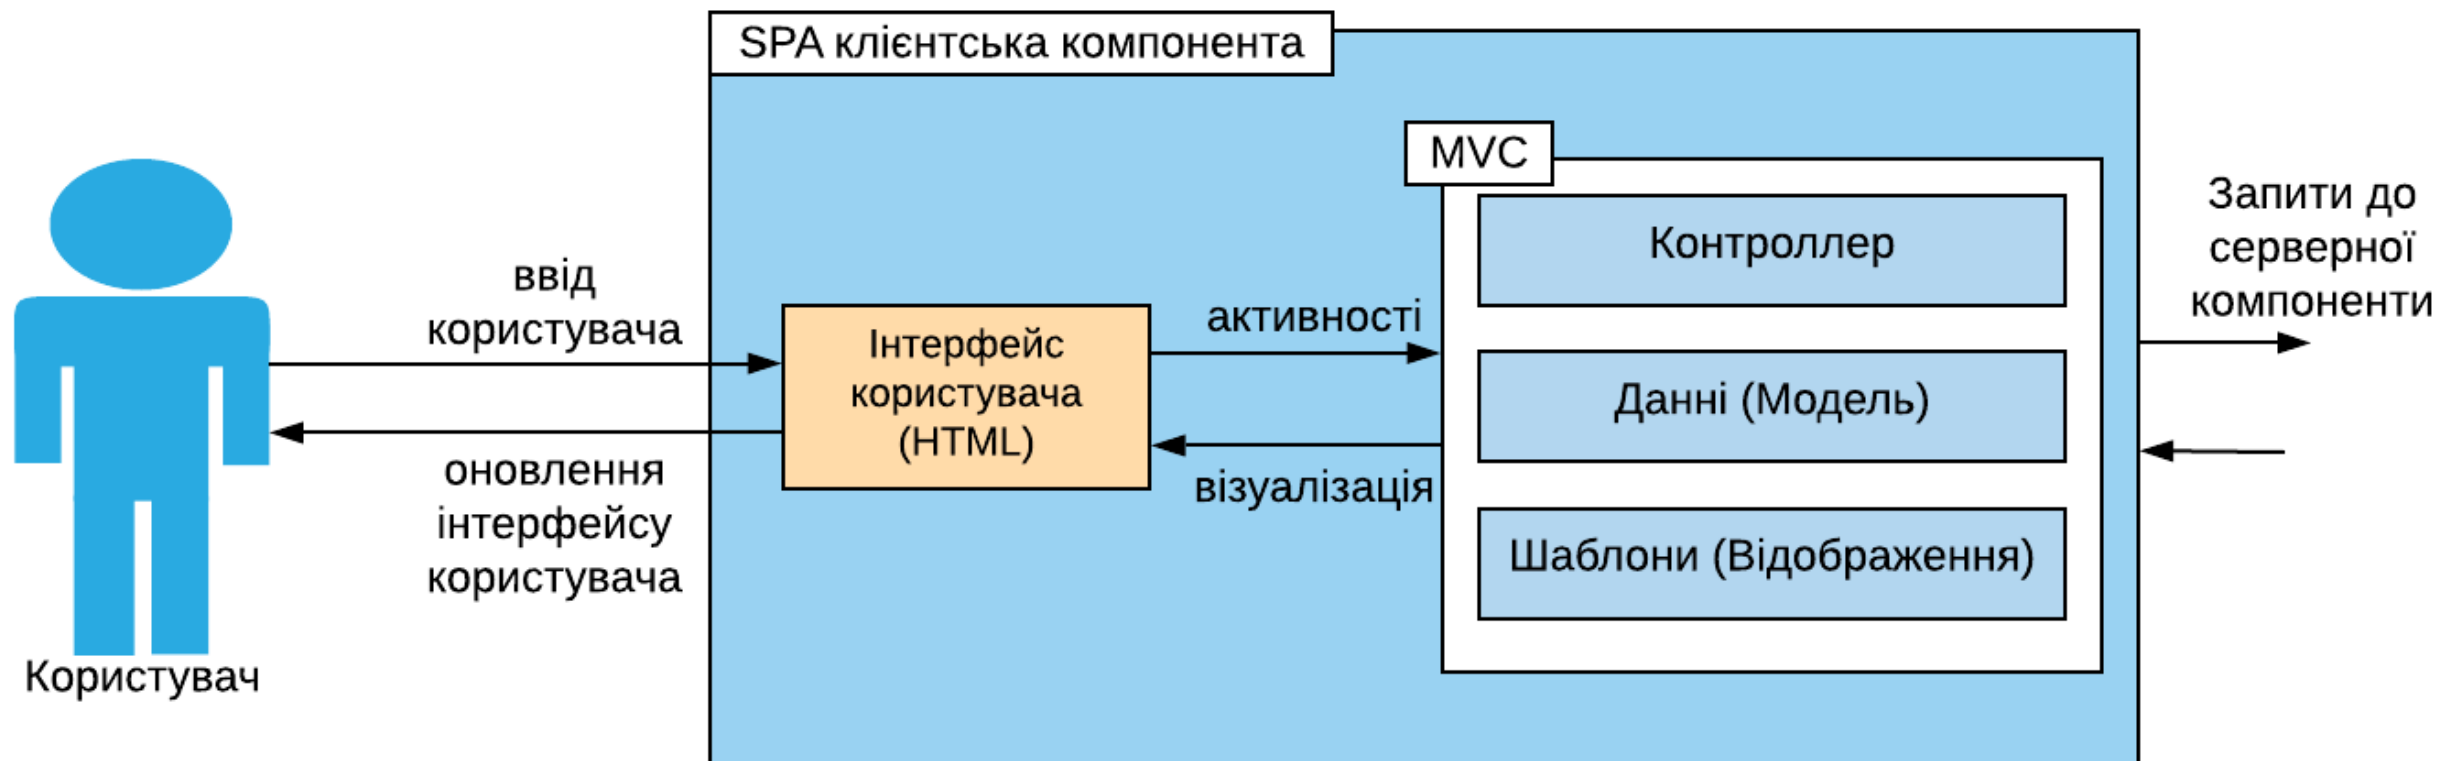 SPA клієнтська компонента
MVC
Контроллер
Данні (Модель)
Шаблони (Відображення)
Запити до
серверної
компоненти
ввід
користувача
активності
Інтерфейс
користувача
(HTML)
візуалізація
оновлення
інтерфейсу
користувача
Користувач